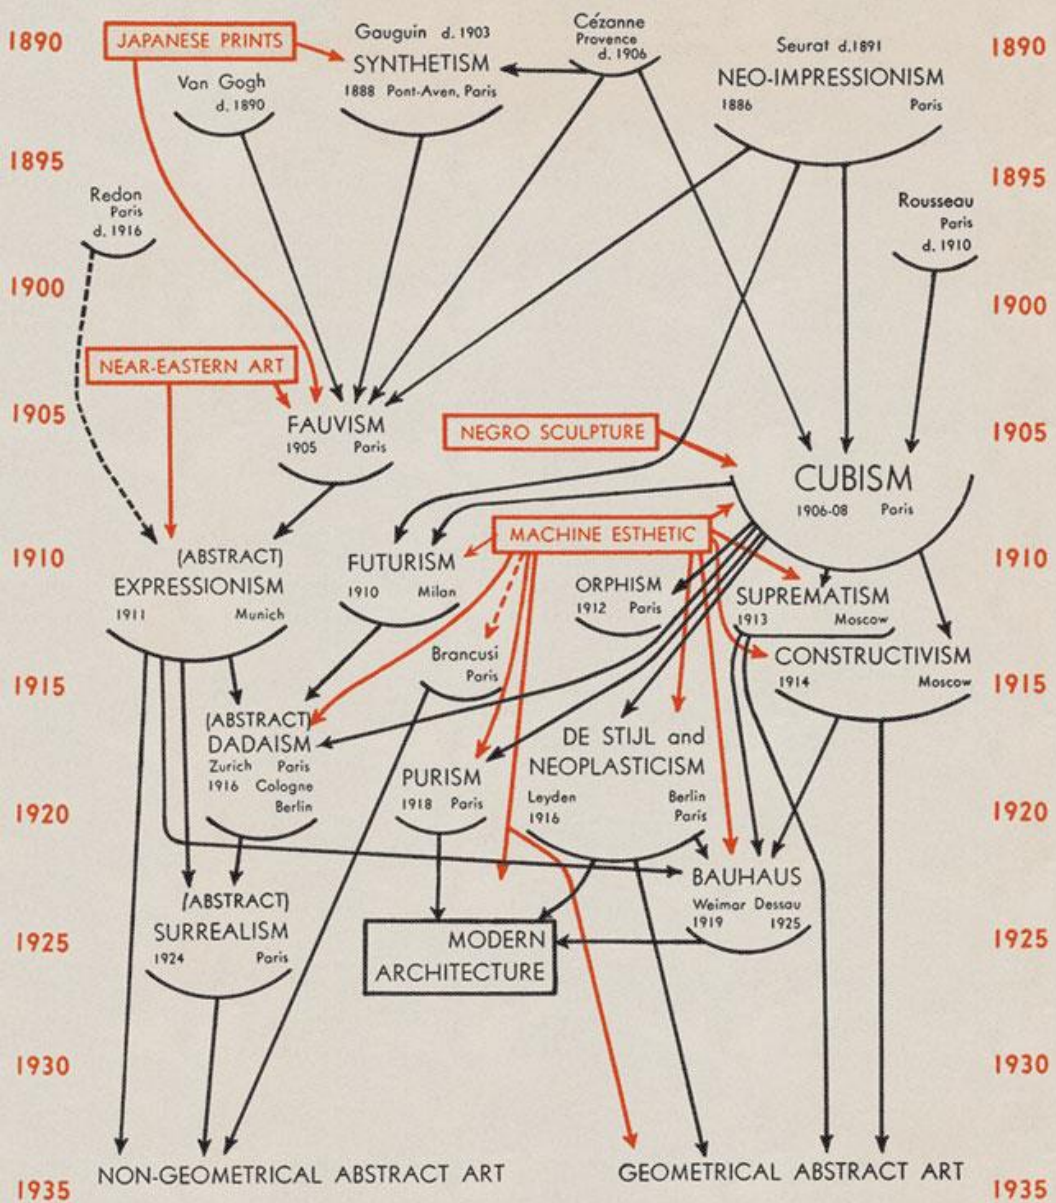 1890
JAPANESE PRINTS
Gauguin d. 1903
SYNTHETISM
1888 Pont-Aven, Paris
Cézanne
Provence
d. 1906
Seurat d.1891
NEO-IMPRESSIONISM
1886 Paris
1890
Van Gogh
d. 1890
1895
1895
Redon
Paris
d. 1916
Rousseau
Paris
d. 1910
1900
1900
NEAR-EASTERN ART
1905
FAUVISM
1905 Paris
NEGRO SCULPTURE
1905
CUBISM
1906-08 Paris
1910
(ABSTRACT)
EXPRESSIONISM
1911 Munich
FUTURISM
1910 Milan
MACHINE ESTHETIC
ORPHISM
1912 Paris
SUPREMATISM
1913 Moscow
1910
Brancusi
Paris
CONSTRUCTIVISM
1914 Moscow
1915
1915
(ABSTRACT)
DADAISM
Zurich Paris
1916 Cologne
Berlin
PURISM
1918 Paris
DE STIJL and
NEOPLASTICISM
Leyden Berlin
1916 Paris
1920
1920
BAUHAUS
Weimar Dessau
1919 1925
(ABSTRACT)
SURREALISM
1924 Paris
1925
MODERN
ARCHITECTURE
1925
1930
1930
NON-GEOMETRICAL ABSTRACT ART
GEOMETRICAL ABSTRACT ART
1935
1935